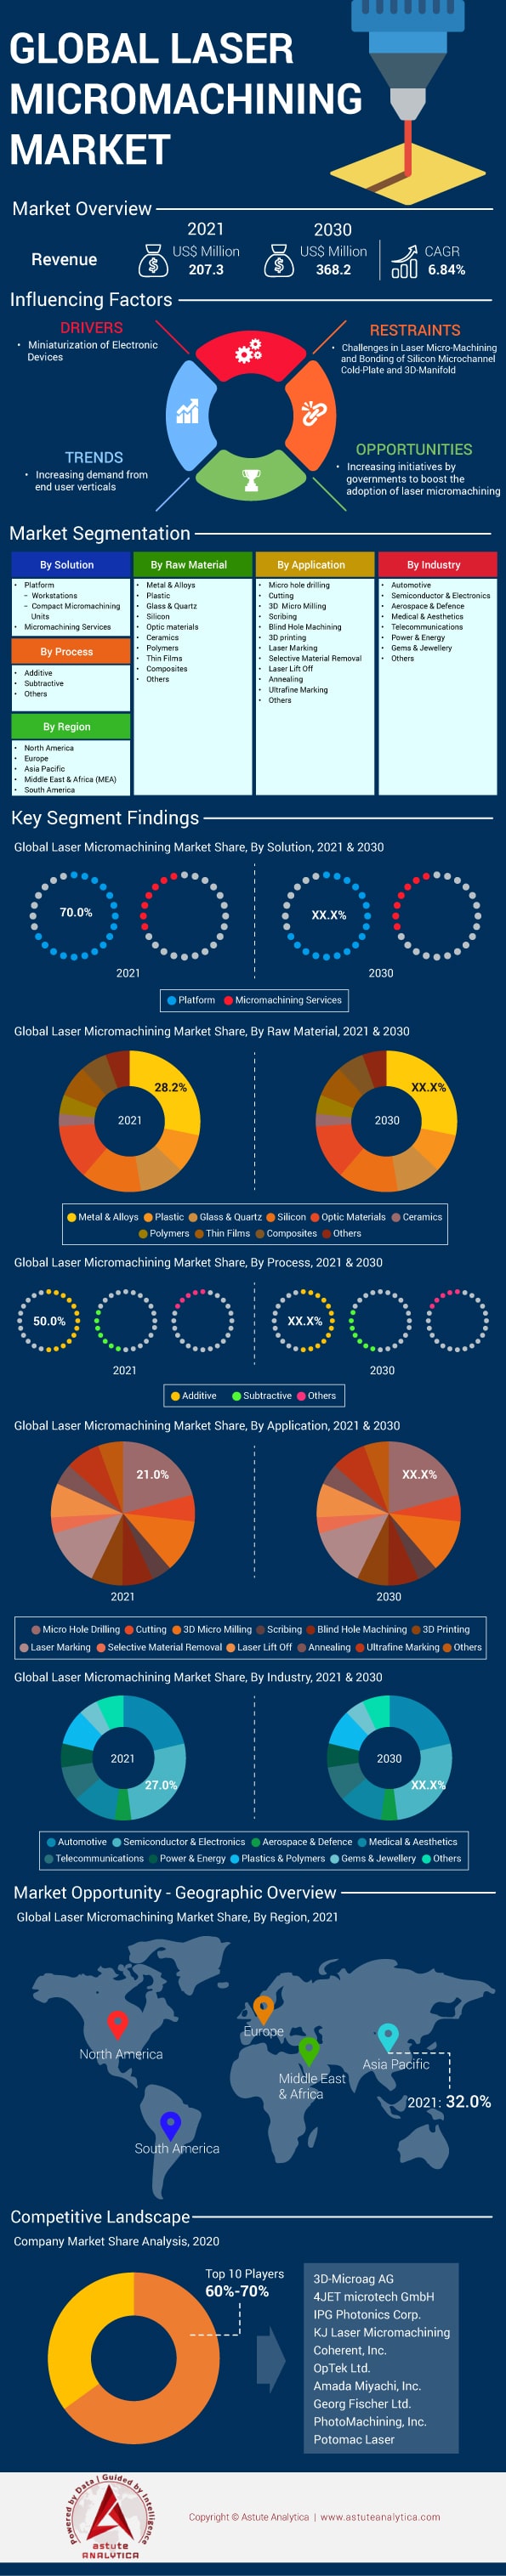 GLOBAL LASER
MICROMACHINING
MARKET
Market Overview
2021
2030
Revenue
US$ Million
207.3
US$ Million
368.2
CAGR
6.84%
Influencing Factors
DRIVERS
• Miniaturization of Electronic
Devices
RESTRAINTS
• Challenges in Laser Micro-Machining
and Bonding of Silicon Microchannel
Cold-Plate and 3D-Manifold
TRENDS
• Increasing demand from
end user verticals
OPPORTUNITIES
• Increasing initiatives by
governments to boost the
adoption of laser micromachining
Market Segmentation
By Solution
• Platform
– Workstations
– Compact Micromachining
Units
• Micromachining Services
By Process
• Additive
• Subtractive
• Others
By Region
• North America
• Europe
• Asia Pacific
• Middle East & Africa (MEA)
• South America
By Raw Material
• Metal & Alloys
• Plastic
• Glass & Quartz
• Silicon
• Optic materials
• Ceramics
• Polymers
• Thin Films
• Composites
• Others
By Application
• Micro hole drilling
• Cutting
• 3D Micro Milling
• Scribing
• Blind Hole Machining
• 3D printing
• Laser Marking
• Selective Material Removal
• Laser Lift Off
• Annealing
• Ultrafine Marking
• Others
By Industry
• Automotive
• Semiconductor & Electronics
• Aerospace & Defence
• Medical & Aesthetics
• Telecommunications
• Power & Energy
• Gems & Jewellery
• Others
Key Segment Findings
Global Laser Micromachining Market Share, By Solution, 2021 & 2030
70.0%
XX.X%
2021
2030
Platform Micromachining Services
Global Laser Micromachining Market Share, By Raw Material, 2021 & 2030
28.2%
XX.X%
2021
2030
Metal & Alloys Plastic Glass & Quartz Silicon Optic Materials Ceramics
Polymers Thin Films Composites Others
Global Laser Micromachining Market Share, By Process, 2021 & 2030
50.0%
XX.X%
2021
2030
Additive Subtractive Others
Global Laser Micromachining Market Share, By Application, 2021 & 2030
21.0%
XX.X%
2021
2030
Micro Hole Drilling Cutting 3D Micro Milling Scribing Blind Hole Machining 3D Printing
Laser Marking Selective Material Removal Laser Lift Off Annealing Ultrafine Marking Others
Global Laser Micromachining Market Share, By Industry, 2021 & 2030
2021
2030
27.0%
XX.X%
Automotive Semiconductor & Electronics Aerospace & Defence Medical & Aesthetics
Telecommunications Power & Energy Plastics & Polymers Gems & Jewellery Others
Market Opportunity - Geographic Overview
Global Laser Micromachining Market Share, By Region, 2021
Europe
North America
Asia Pacific
Middle East
& Africa
2021: 32.0%
South America
Competitive Landscape
Company Market Share Analysis, 2020
Top 10 Players
60%-70%
3D-Microag AG
4JET microtech GmbH
IPG Photonics Corp.
KJ Laser Micromachining
Coherent, Inc.
OpTek Ltd.
Amada Miyachi, Inc.
Georg Fischer Ltd.
PhotoMachining, Inc.
Potomac Laser
Powered by Data | Guided by Intelligence
astute
ANALYTICA
Copyright © Astute Analytica | www.astuteanalytica.com